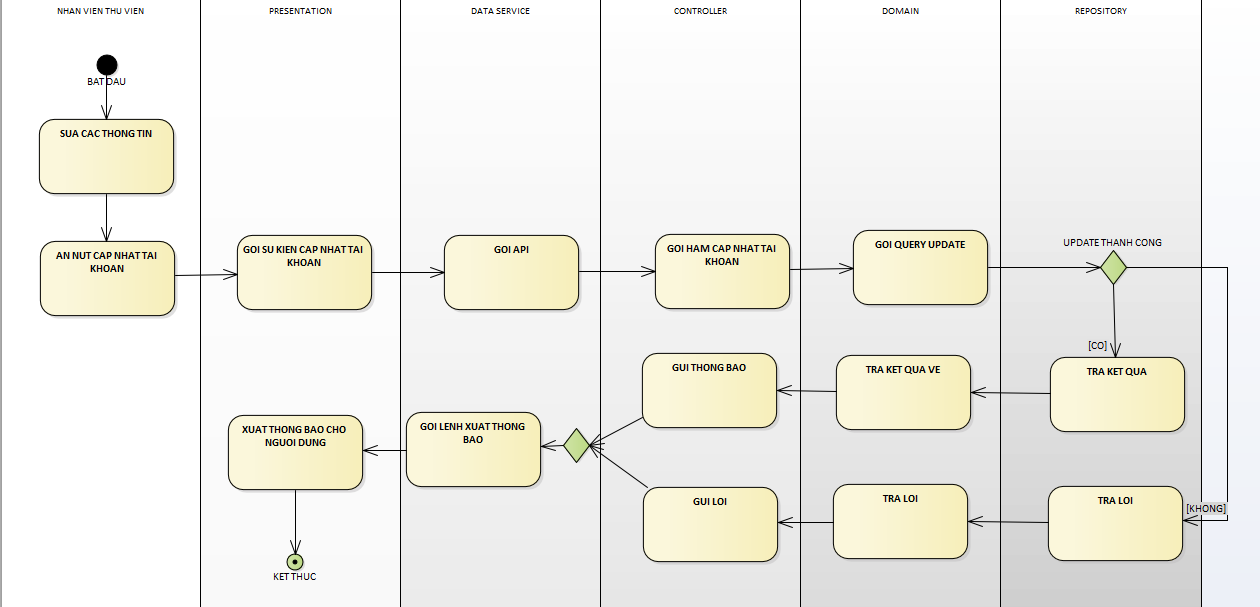 NHAN VIEN THU VIEN
PRESENTATION
DATA SERVICE
CONTROLLER
DOMAIN
REPOSITORY
BAT DAU
SUA CAC THONG TIN
AN NUT CAP NHAT TAI
KHOAN
GOI SU KIEN CAP NHAT TAI
KHOAN
GOI API
GOI HAM CAP NHAT TAI
KHOAN
GOI QUERY UPDATE
UPDATE THANH CONG
[CO]
TRA KET QUA
TRA KET QUA VE
GUI THONG BAO
[KHONG]
TRA LOI
TRA LOI
GUI LOI
GOI LENH XUAT THONG
BAO
XUAT THONG BAO CHO
NGUOI DUNG
KET THUC